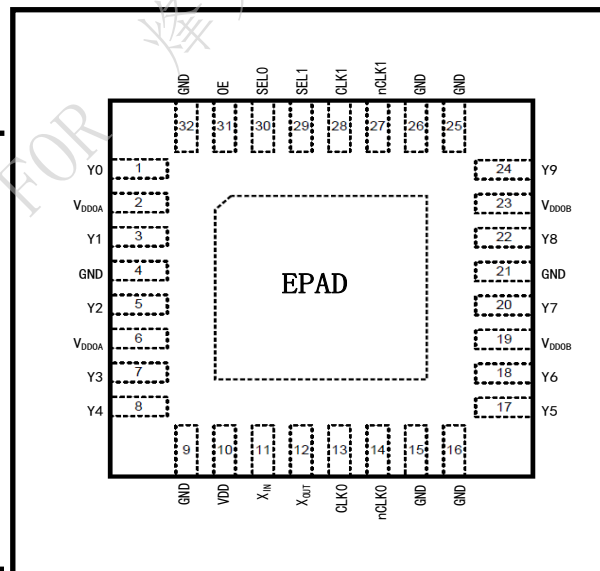 GND OE SEL0 SEL1 CLK1 nCLK1 GND GND
32 31 30 29 28 27 26 25
Y0 1 24 Y9
VDDOA 2 23 VDDOB
Y1 3 22 Y8
GND 4 21 GND
EPAD
Y2 5 20 Y7
VDDOA 6 19 VDDOB
Y3 7 18 Y6
Y4 8 17 Y5
9 10 11 12 13 14 15 16
GND VDD XIN XOUT CLK0 nCLK0 GND GND
FOR